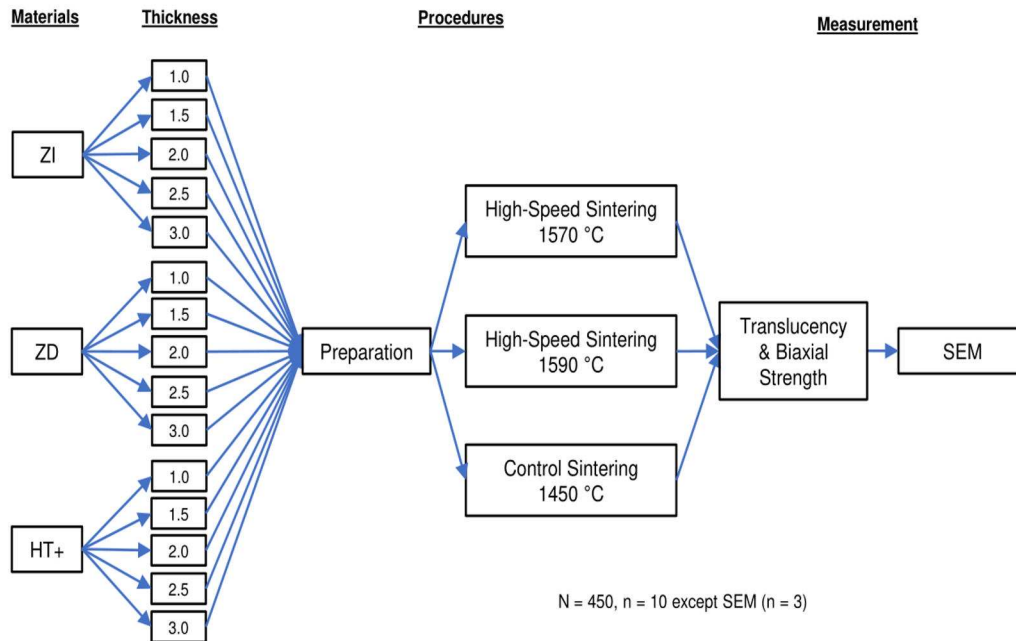 Materials
Thickness
Procedures
Measurement
ZI
1.0
1.5
2.0
2.5
3.0
ZD
1.0
1.5
2.0
2.5
3.0
HT+
1.0
1.5
2.0
2.5
3.0
Preparation
High-Speed Sintering
1570 °C
High-Speed Sintering
1590 °C
Control Sintering
1450 °C
Translucency
& Biaxial
Strength
SEM
N = 450, n = 10 except SEM (n = 3)